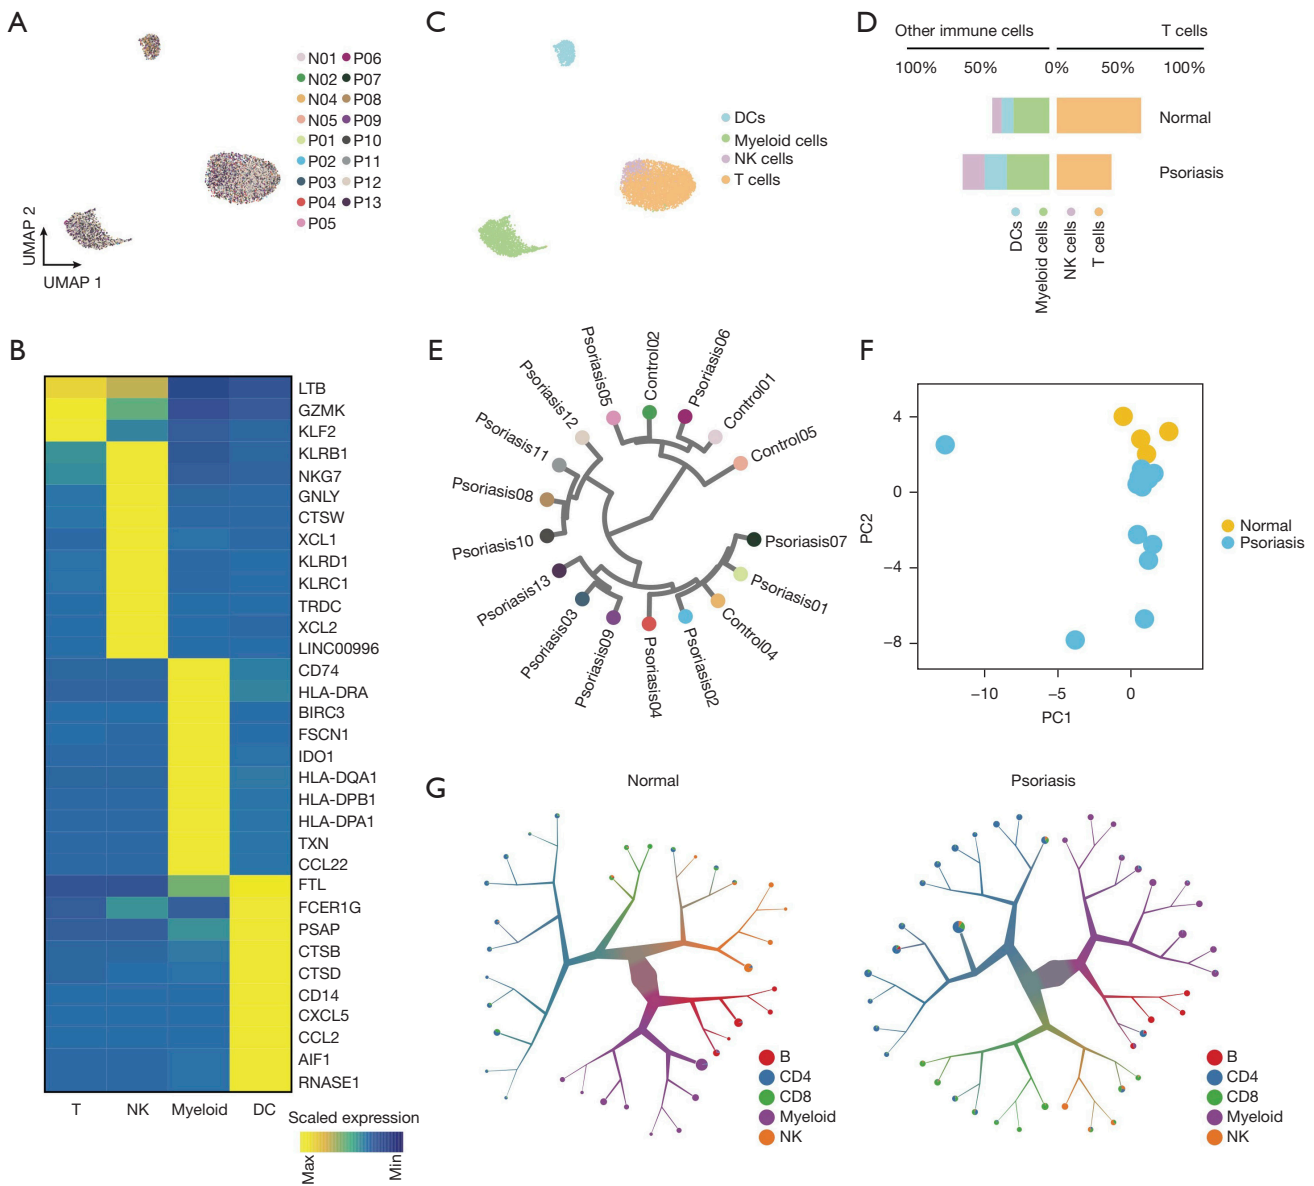 A
N01 P06
N02 P07
N04 P08
N05 P09
P01 P10
P02 P11
P03 P12
P04 P13
P05
UMAP 2
UMAP 1
C
DCs
Myeloid cells
NK cells
T cells
D
Other immune cells T cells
100% 50% 0% 50% 100%
Normal
Psoriasis
DCs
Myeloid cells
NK cells
T cells
B
LTB
GZMK
KLF2
KLRB1
NKG7
GNLY
CTSW
XCL1
KLRD1
KLRC1
TRDC
XCL2
LINC00996
CD74
HLA-DRA
BIRC3
FSCN1
IDO1
HLA-DQA1
HLA-DPB1
HLA-DPA1
TXN
CCL22
FTL
FCER1G
PSAP
CTSB
CTSD
CD14
CXCL5
CCL2
AIF1
RNASE1
T NK Myeloid DC
Scaled expression
Max Min
E
Psoriasis05
Control02
Psoriasis06
Control01
Control05
Psoriasis12
Psoriasis11
Psoriasis08
Psoriasis10
Psoriasis13
Psoriasis03
Psoriasis09
Psoriasis04
Psoriasis02
Control04
Psoriasis01
Psoriasis07
F
4
0
−4
−8
PC2
−10 −5 0
PC1
Normal
Psoriasis
G
Normal
B
CD4
CD8
Myeloid
NK
Psoriasis
B
CD4
CD8
Myeloid
NK